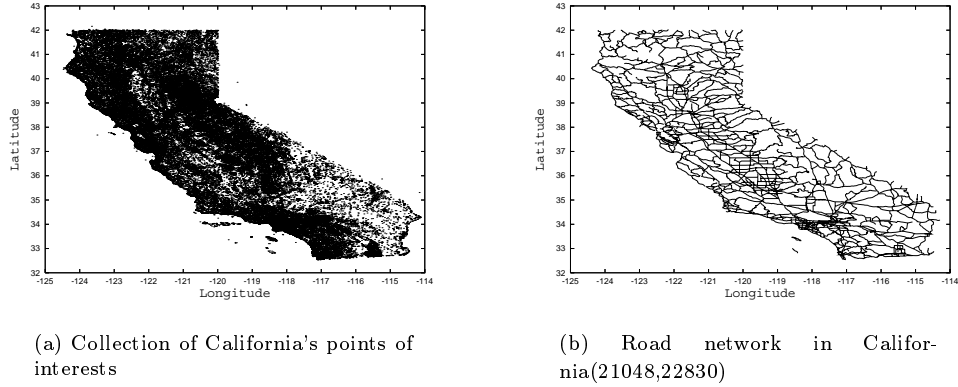 43
42
41
40
39
38
37
36
35
34
33
32
Latitude
-125 -124 -123 -122 -121 -120 -119 -118 -117 -116 -115 -114
Longitude
(a) Collection of California's points of
interests
43
42
41
40
39
38
37
36
35
34
33
32
Latitude
-125 -124 -123 -122 -121 -120 -119 -118 -117 -116 -115 -114
Longitude
(b) Road network in Califor-
nia(21048,22830)